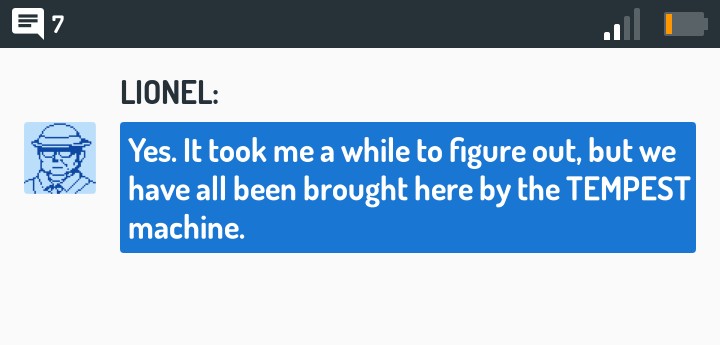 7
LIONEL:
Yes. It took me a while to figure out, but we
have all been brought here by the TEMPEST
machine.